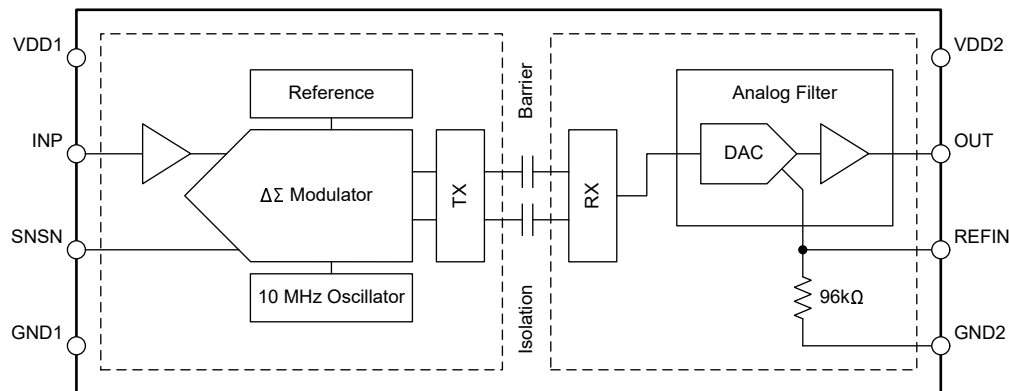 VDD1
VDD2
Barrier
Reference
Analog Filter
INP
OUT
DAC
ΔΣ Modulator
TX
RX
SNSN
REFIN
10 MHz Oscillator
96kΩ
Isolation
GND1
GND2